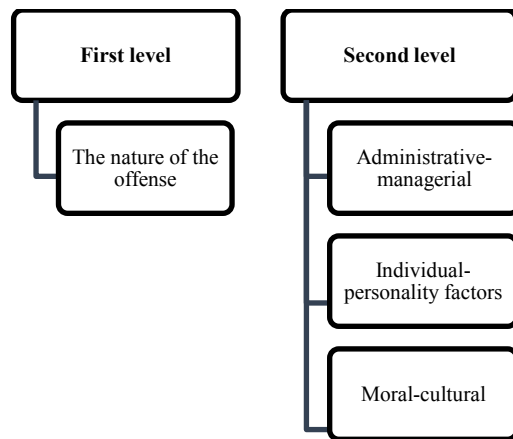 First level
The nature of the
offense
Second level
Administrative-
managerial
Individual-
personality factors
Moral-cultural